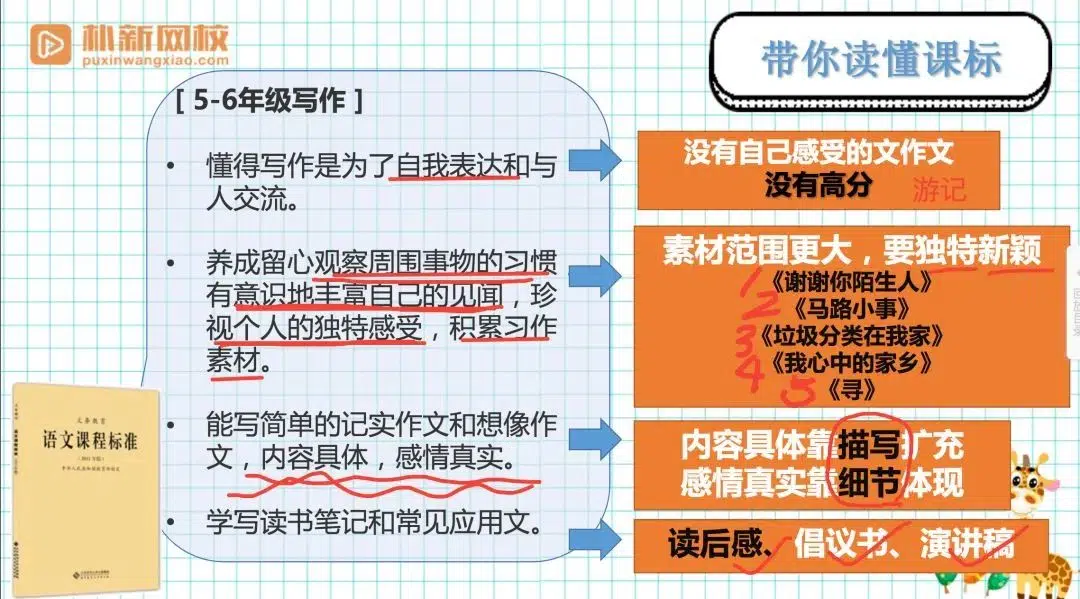 朴新网校
puxinwangxiao.com
带你读懂课标
[ 5-6年级写作 ]
• 懂得写作是为了自我表达和与
人交流。
没有自己感受的文作文
没有高分
游记
• 养成留心观察周围事物的习惯
有意识地丰富自己的见闻，珍
视个人的独特感受，积累习作
素材。
素材范围更大，要独特新颖
1《谢谢你陌生人》
2《马路小事》
3《垃圾分类在我家》
4《我心中的家乡》
5《寻》
• 能写简单的记实作文和想像作
文，内容具体，感情真实。
内容具体靠描写扩充
感情真实靠细节体现
• 学写读书笔记和常见应用文。
读后感、倡议书、演讲稿
义务教育
语文课程标准
（2011年版）
中华人民共和国教育部制定